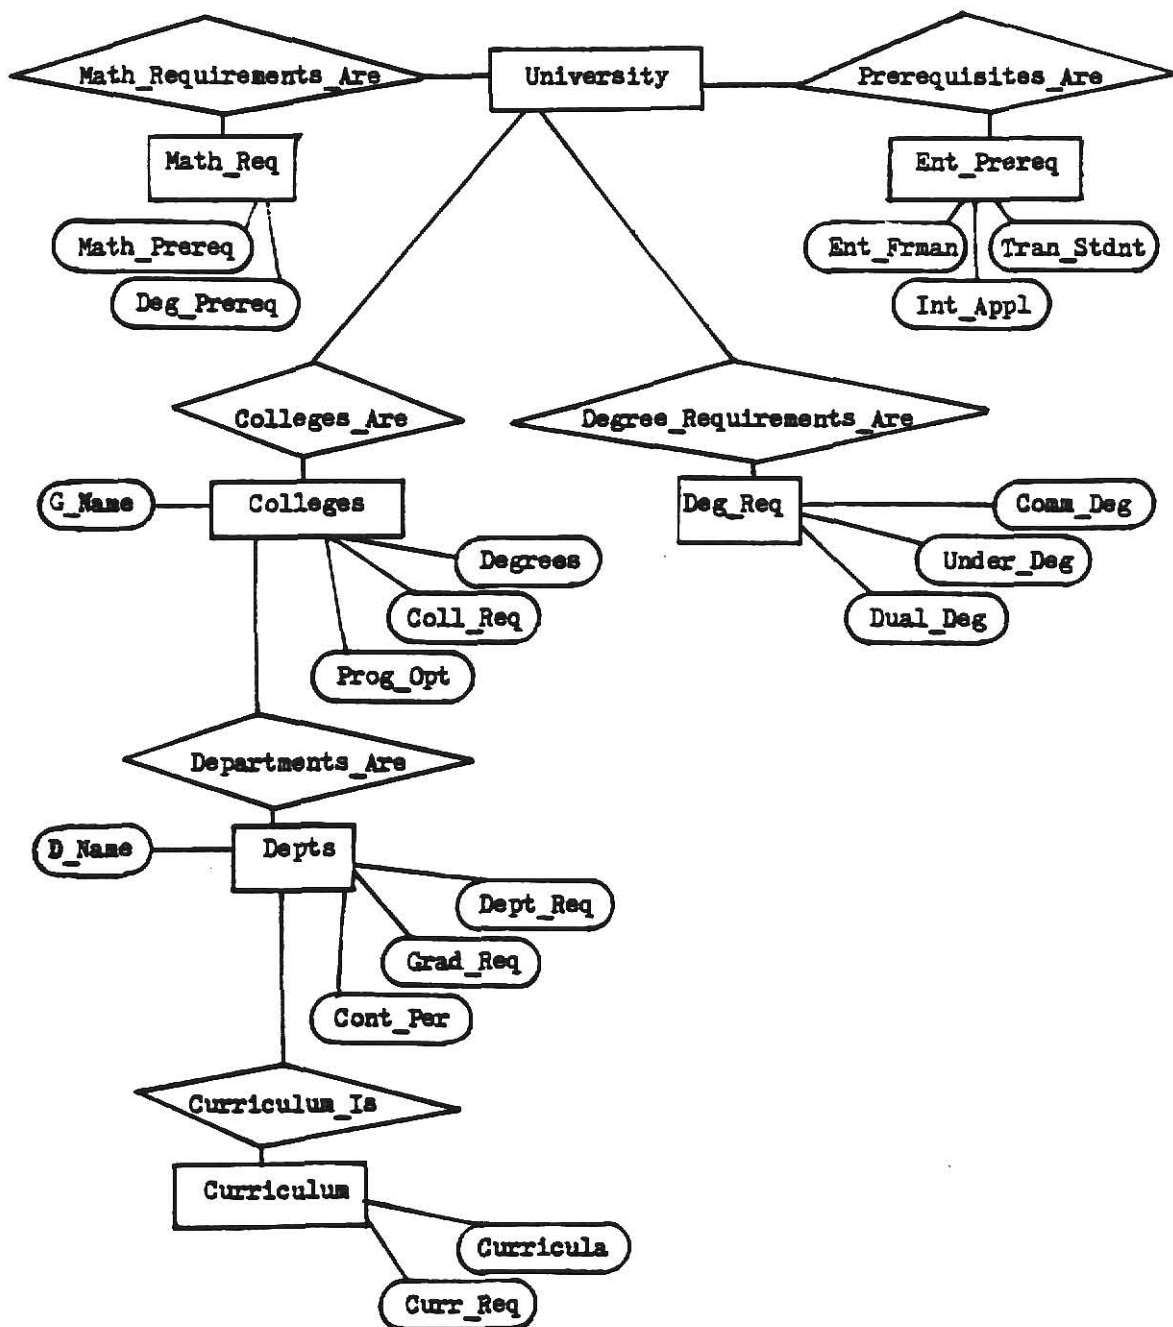 Math_Requirements_Are
University
Prerequisites_Are
Math_Req
Ent_Prereq
Math_Prereq
Deg_Prereq
Ent_Frman
Tran_Stdnt
Int_Appl
Colleges_Are
Degree_Requirements_Are
G_Name
Colleges
Deg_Req
Comm_Deg
Degrees
Under_Deg
Coll_Req
Dual_Deg
Prog_Opt
Departments_Are
D_Name
Depts
Dept_Req
Grad_Req
Cont_Per
Curriculum_Is
Curriculum
Curricula
Curr_Req